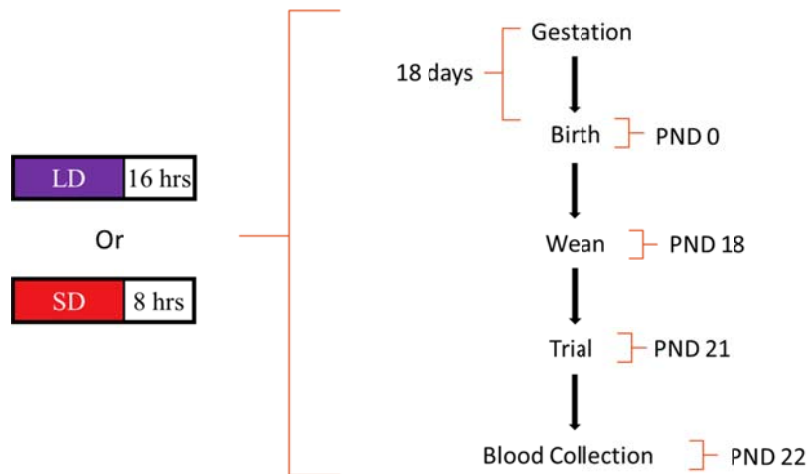 LD 16 hrs
Or
SD 8 hrs
Gestation
18 days
Birth PND 0
Wean PND 18
Trial PND 21
Blood Collection PND 22